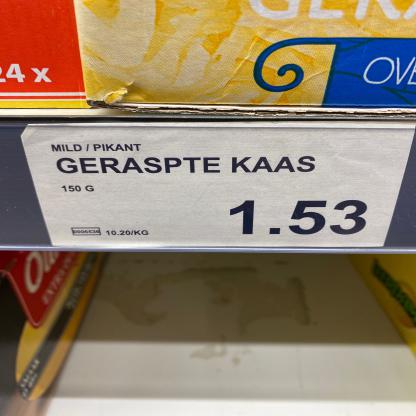 24 x
OVE
MILD / PIKANT
GERASPTE KAAS
150 G
10.20/KG
1.53